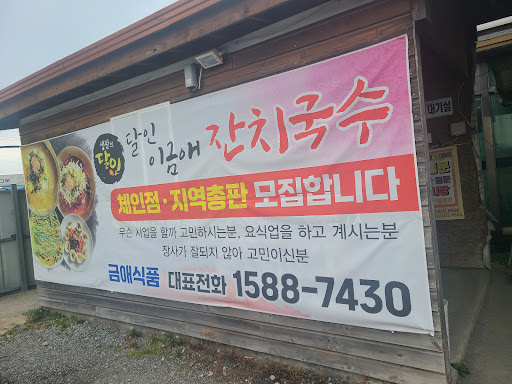 생활의
달인
달인
이금애
잔치국수
체인점·지역총판 모집합니다
무슨 사업을 할까 고민하시는분, 요식업을 하고 계시는분
장사가 잘되지 않아 고민이신분
금애식품 대표전화 1588-7430
대기실